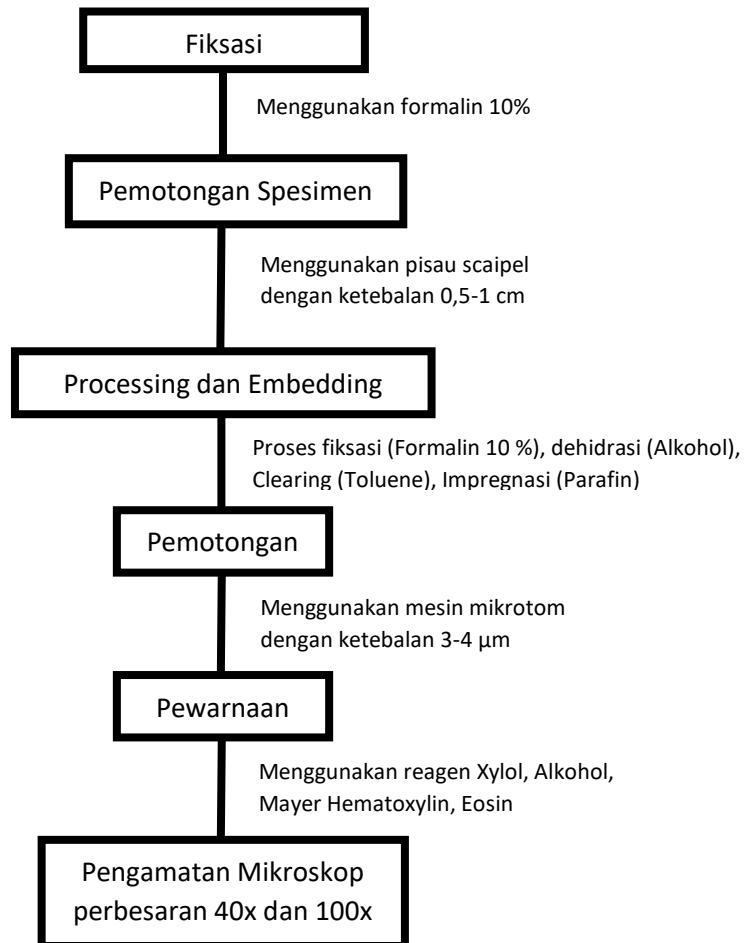 Fiksasi
Menggunakan formalin 10%
Pemotongan Spesimen
Menggunakan pisau scaipel
dengan ketebalan 0,5-1 cm
Processing dan Embedding
Proses fiksasi (Formalin 10 %), dehidrasi (Alkohol),
Clearing (Toluene), Impregnasi (Parafin)
Pemotongan
Menggunakan mesin mikrotom
dengan ketebalan 3-4 µm
Pewarnaan
Menggunakan reagen Xylol, Alkohol,
Mayer Hematoxylin, Eosin
Pengamatan Mikroskop
perbesaran 40x dan 100x